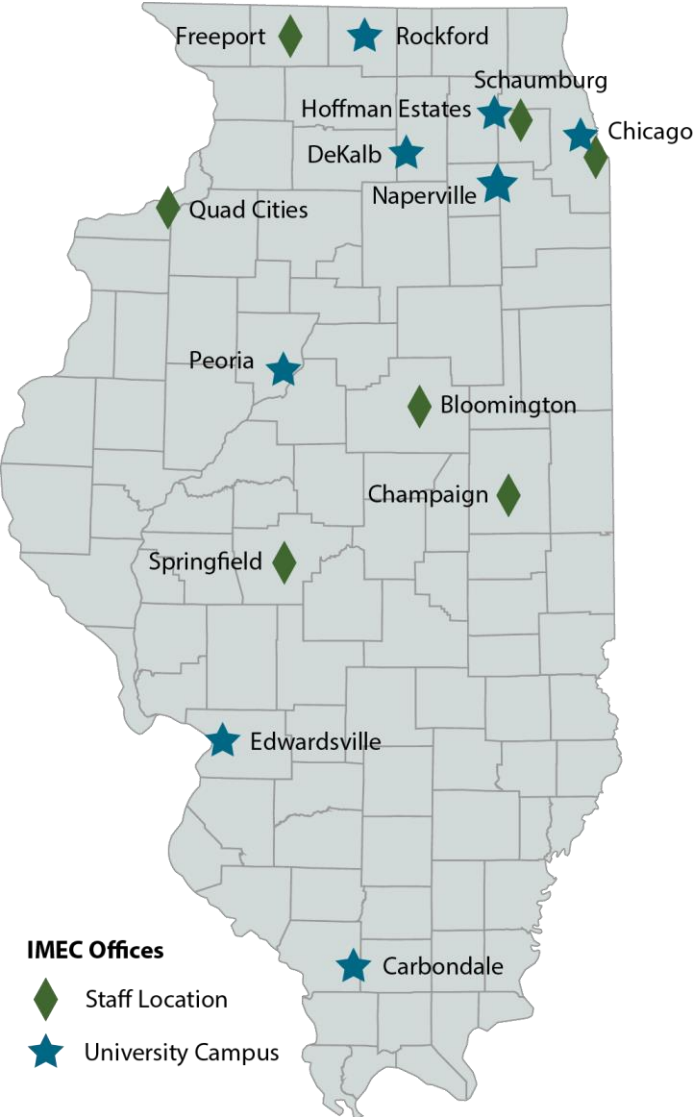 Freeport
Rockford
Schaumburg
Hoffman Estates
Chicago
DeKalb
Naperville
Quad Cities
Peoria
Bloomington
Champaign
Springfield
Edwardsville
Carbondale
IMEC Offices
Staff Location
University Campus